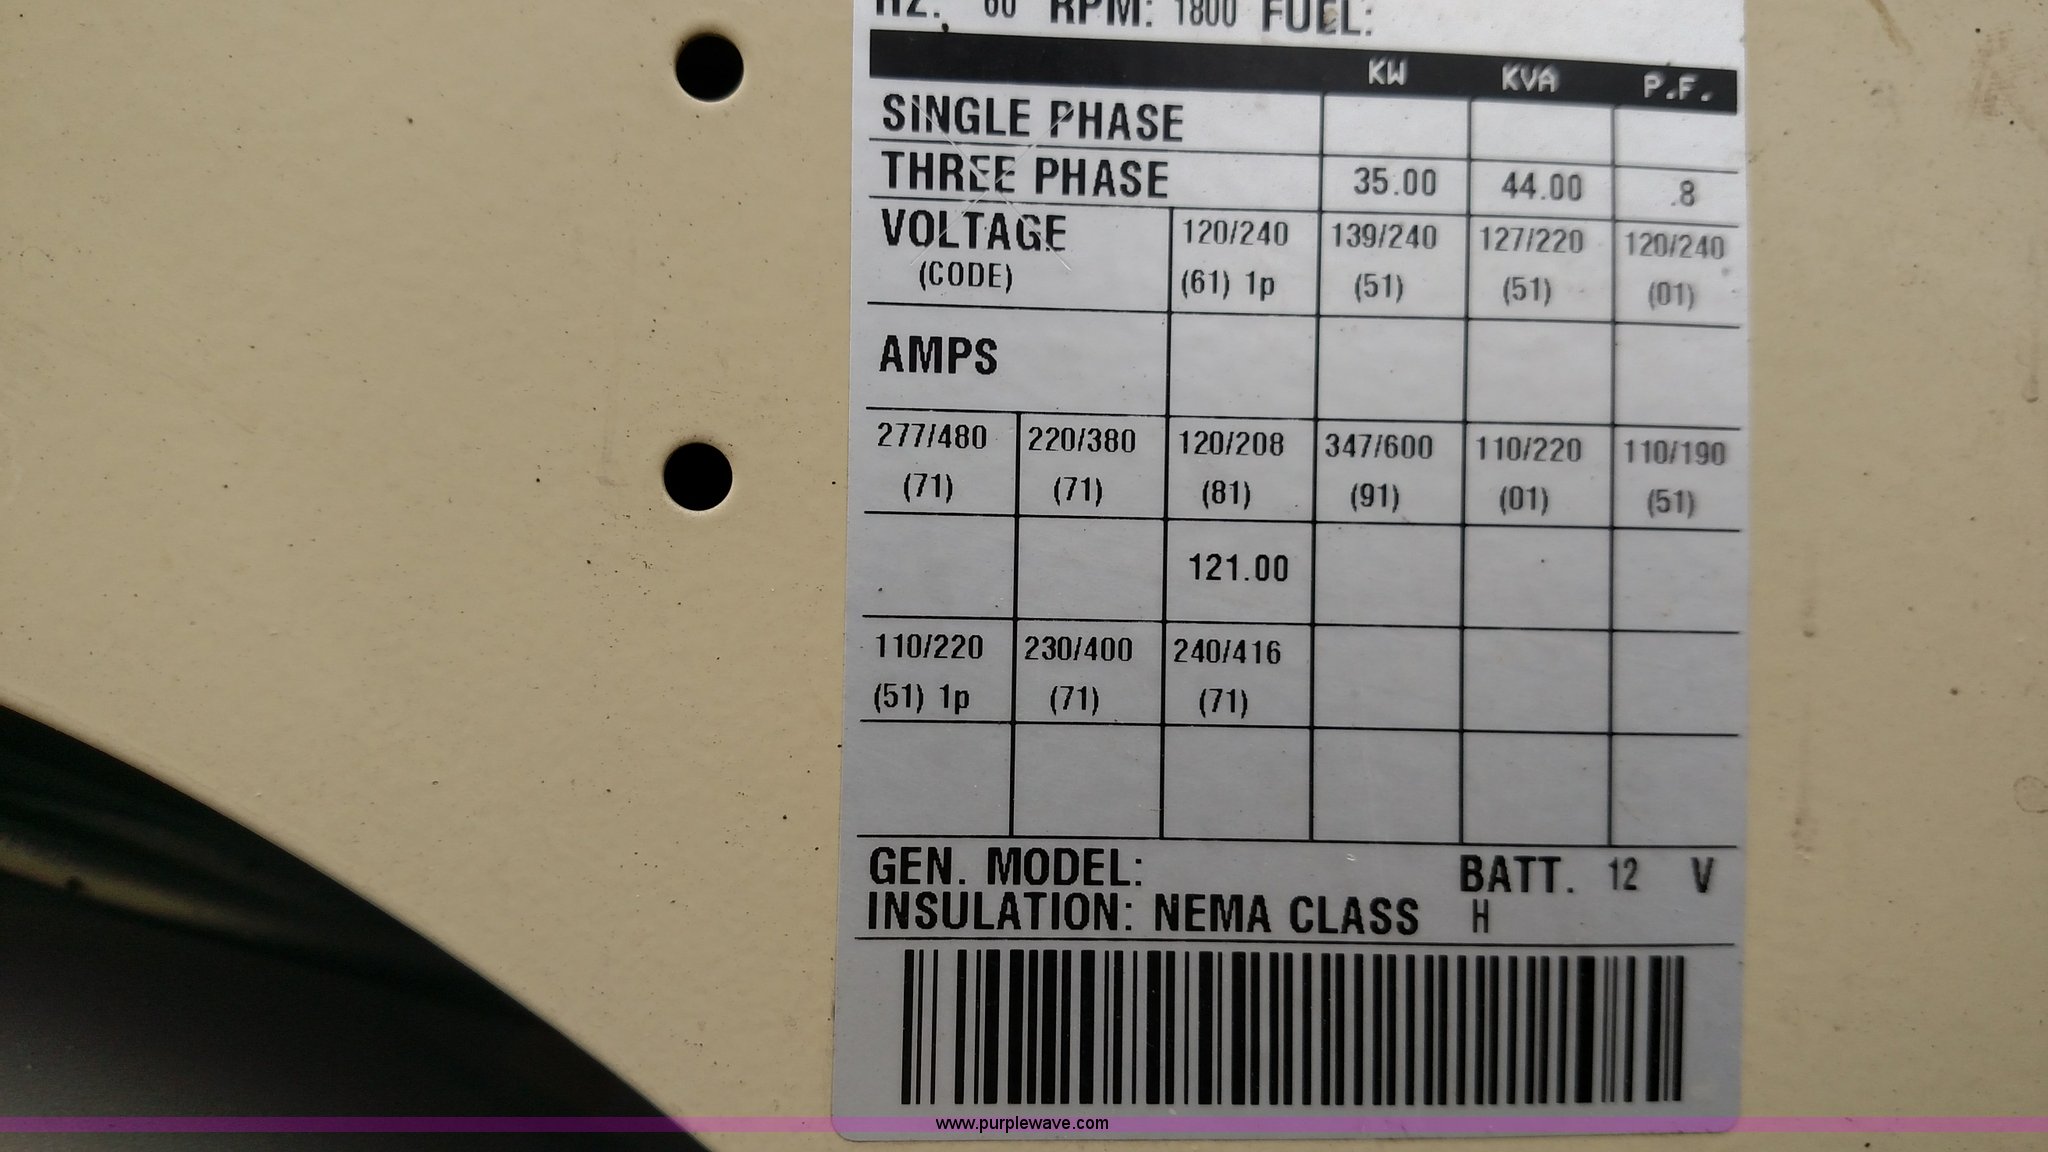 HZ: 60 RPM: 1800 FUEL:
KW KVA P.F.
SINGLE PHASE
THREE PHASE 35.00 44.00 .8
VOLTAGE 120/240 139/240 127/220 120/240
(CODE) (61) 1p (51) (51) (01)
AMPS
277/480 220/380 120/208 347/600 110/220 110/190
(71) (71) (81) (91) (01) (51)
121.00
110/220 230/400 240/416
(51) 1p (71) (71)
GEN. MODEL: BATT. 12 V
INSULATION: NEMA CLASS H
www.purplewave.com